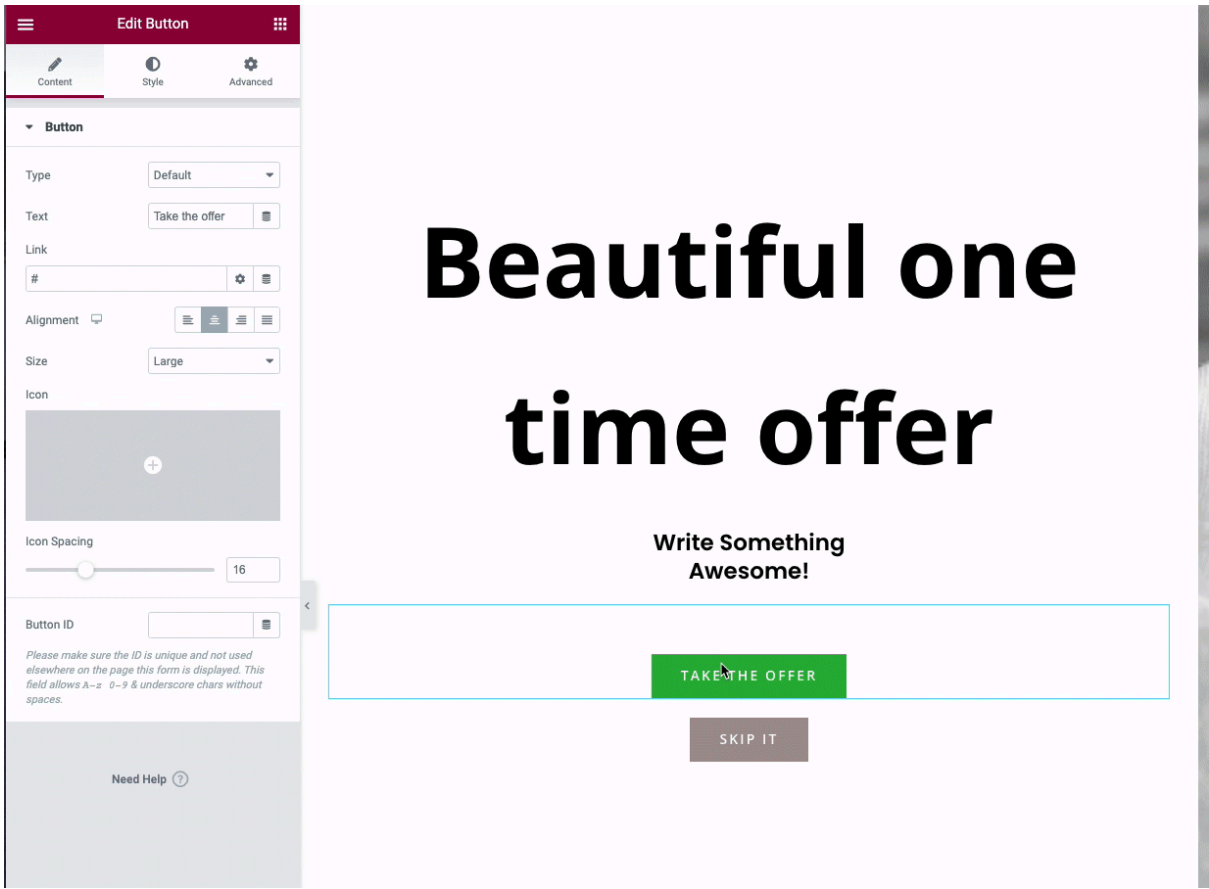 Edit Button
Content Style Advanced
Button
Type Default
Text Take the offer
Link
#
Alignment
Size Large
Icon
Icon Spacing
16
Button ID
Please make sure the ID is unique and not used
elsewhere on the page this form is displayed. This
field allows A-z 0-9 & underscore chars without
spaces.
Need Help ?
Beautiful one
time offer
Write Something
Awesome!
TAKE THE OFFER
SKIP IT